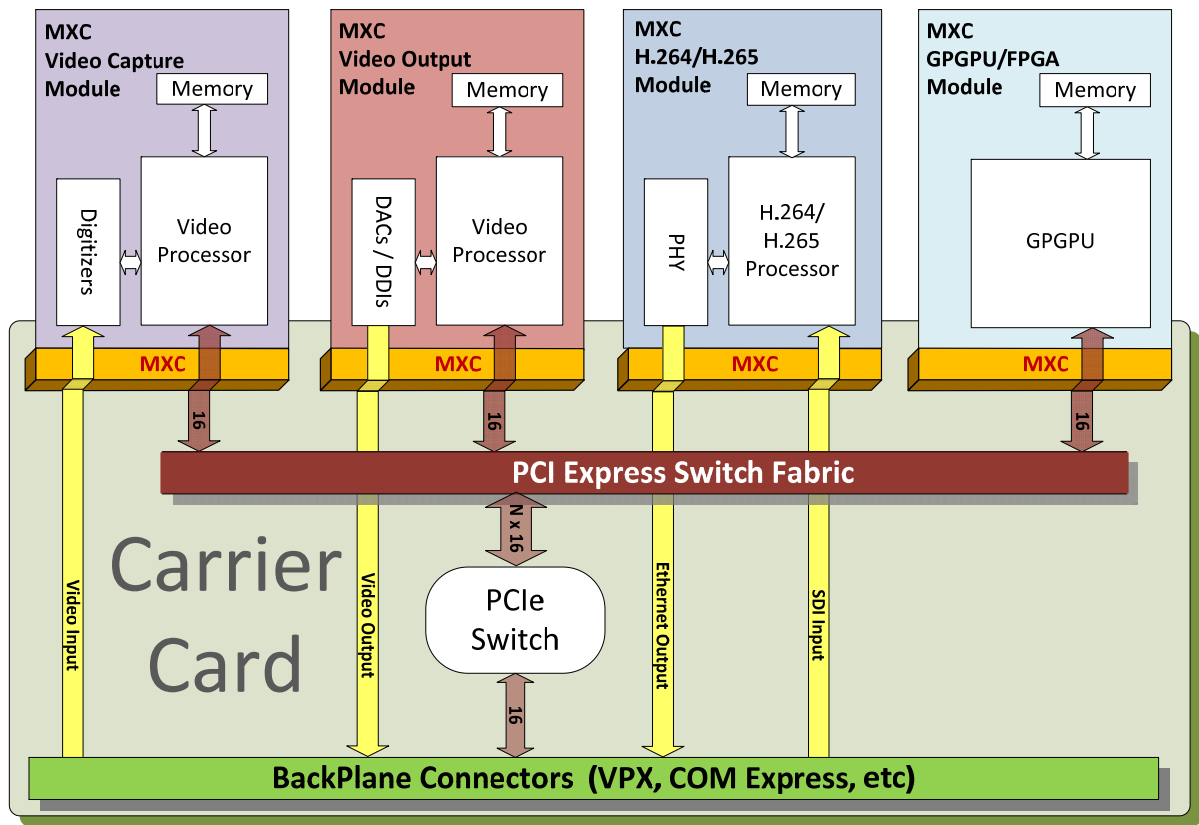 MXC
Video Capture
Module
Memory
Digitizers
Video
Processor
MXC
16
MXC
Video Output
Module
Memory
DACs / DDIs
Video
Processor
MXC
16
MXC
H.264/H.265
Module
Memory
PHY
H.264/
H.265
Processor
MXC
MXC
GPGPU/FPGA
Module
Memory
GPGPU
MXC
16
PCI Express Switch Fabric
N x 16
Carrier
Card
PCIe
Switch
16
Video Input
Video Output
Ethernet Output
SDI Input
BackPlane Connectors (VPX, COM Express, etc)